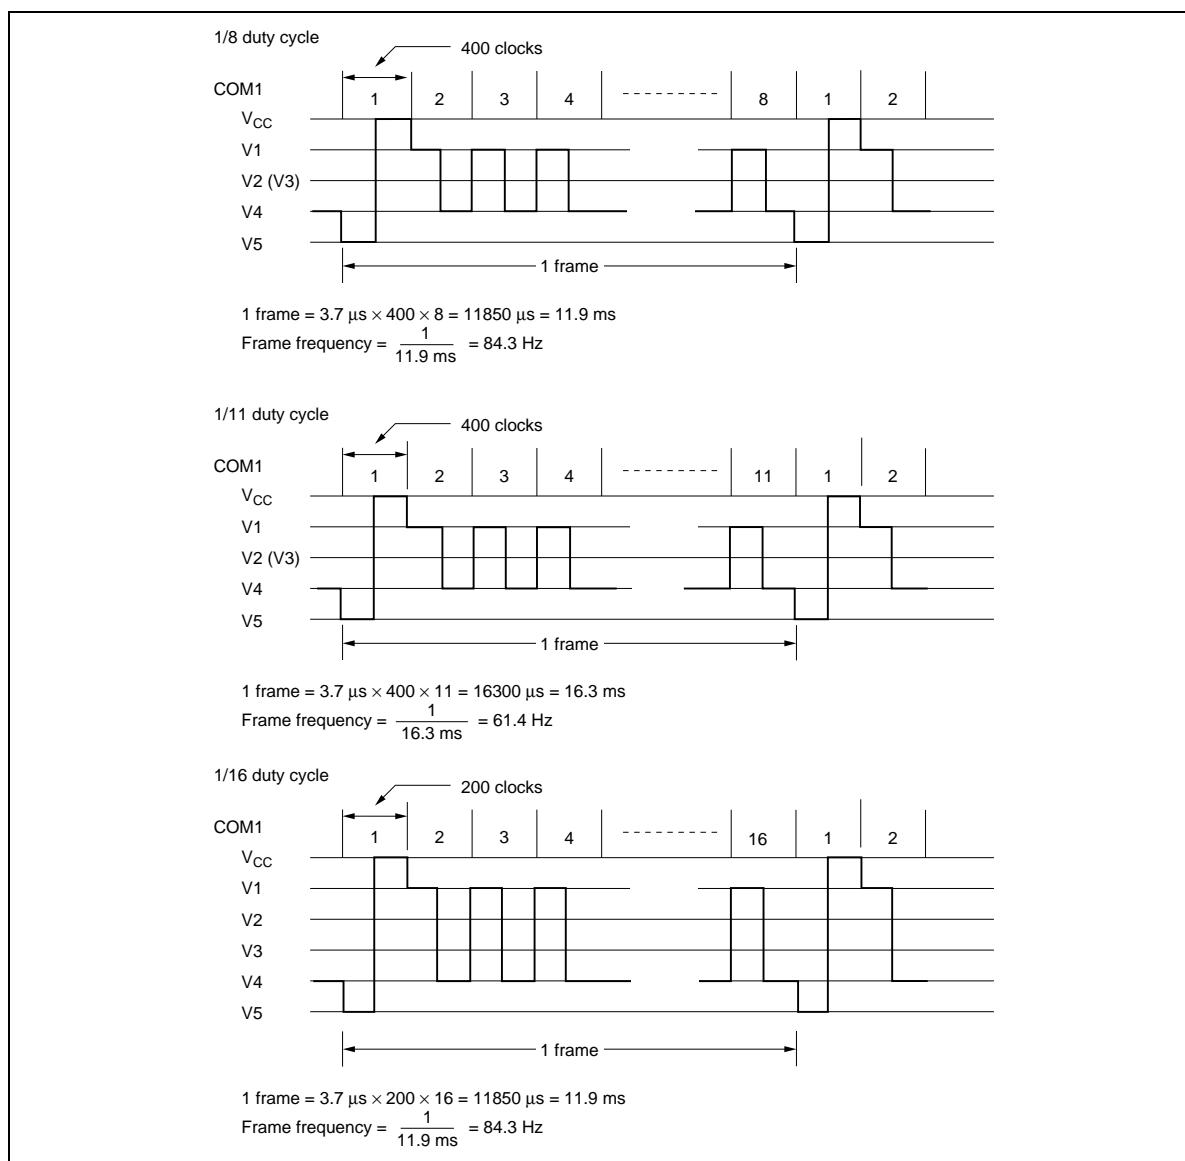 1/8 duty cycle
400 clocks
COM1
1 2 3 4 8 1 2
VCC
V1
V2 (V3)
V4
V5
1 frame
1 frame = 3.7 μs × 400 × 8 = 11850 μs = 11.9 ms
Frame frequency = 1 / 11.9 ms = 84.3 Hz
1/11 duty cycle
400 clocks
COM1
1 2 3 4 11 1 2
VCC
V1
V2 (V3)
V4
V5
1 frame
1 frame = 3.7 μs × 400 × 11 = 16300 μs = 16.3 ms
Frame frequency = 1 / 16.3 ms = 61.4 Hz
1/16 duty cycle
200 clocks
COM1
1 2 3 4 16 1 2
VCC
V1
V2
V3
V4
V5
1 frame
1 frame = 3.7 μs × 200 × 16 = 11850 μs = 11.9 ms
Frame frequency = 1 / 11.9 ms = 84.3 Hz